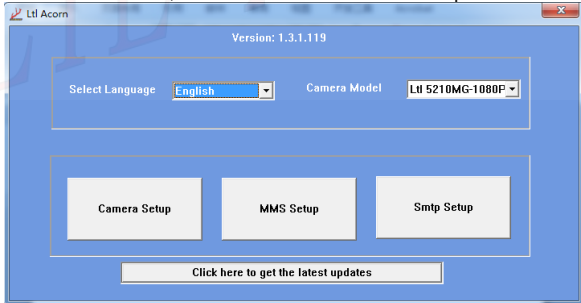 Ltl Acorn
Version: 1.3.1.119
Select Language English Camera Model Ltl 5210MG-1080P
Camera Setup MMS Setup Smtp Setup
Click here to get the latest updates